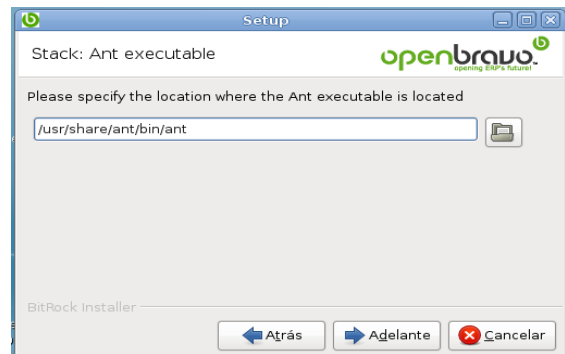 Setup
Stack: Ant executable
openbravo.
opening ERP's future!
Please specify the location where the Ant executable is located
/usr/share/ant/bin/ant
BitRock Installer
Atrás
Adelante
Cancelar